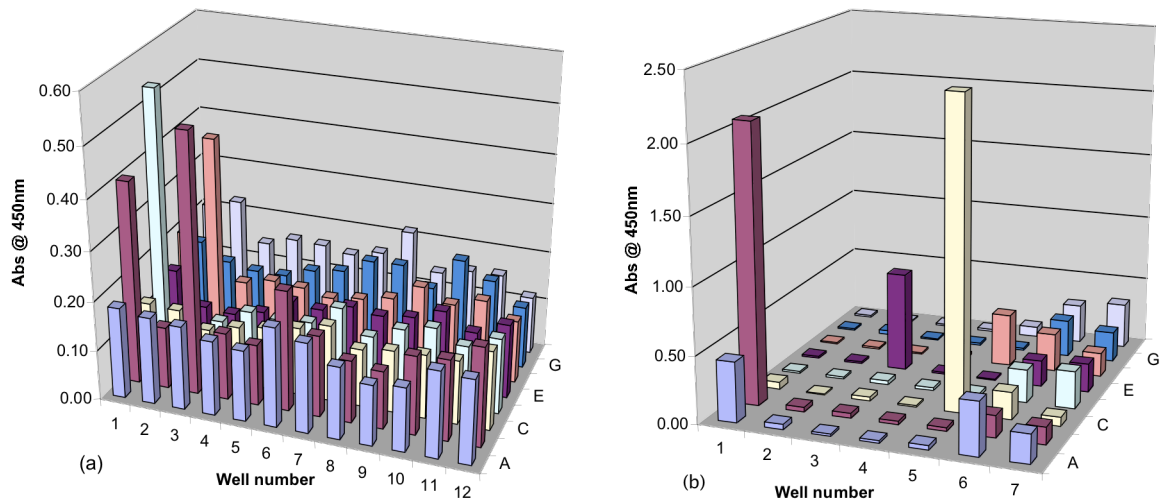 0.60
0.50
0.40
0.30
0.20
0.10
0.00
Abs @ 450nm
1 2 3 4 5 6 7 8 9 10 11 12
Well number
A
C
E
G
(a)
2.50
2.00
1.50
1.00
0.50
0.00
Abs @ 450nm
1 2 3 4 5 6 7
Well number
A
C
E
G
(b)